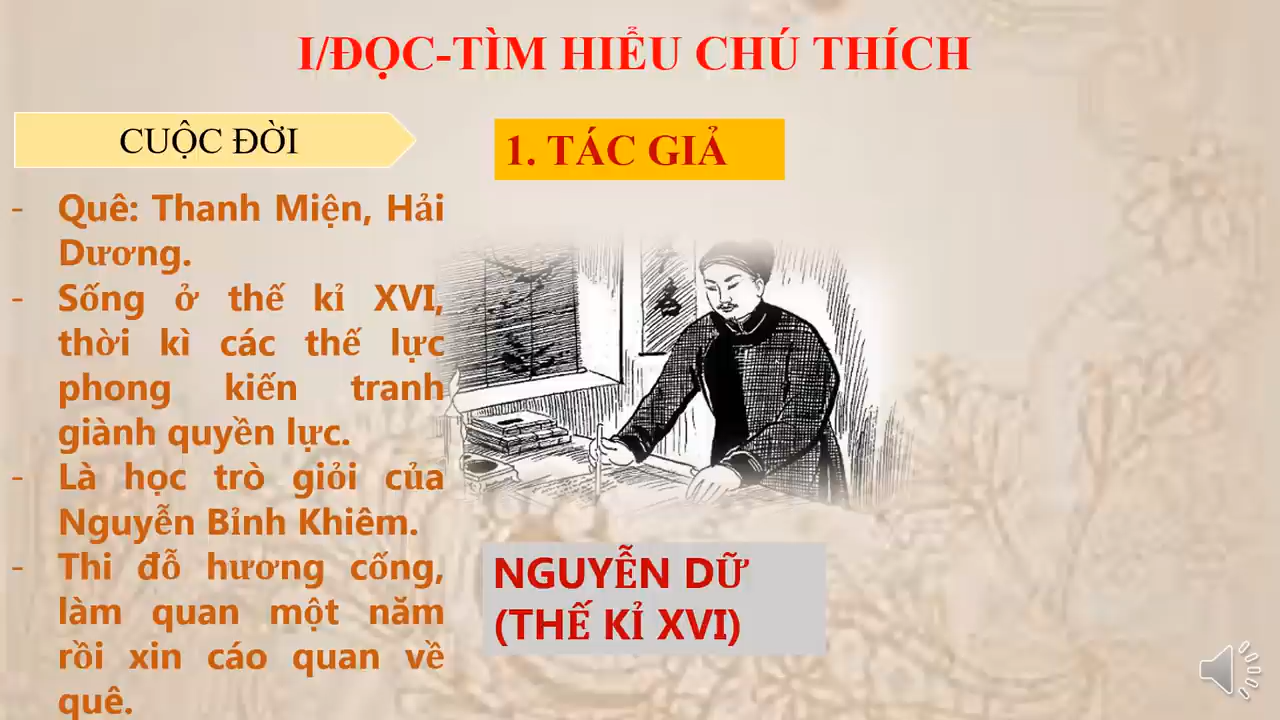 I/ĐỌC-TÌM HIỂU CHÚ THÍCH
CUỘC ĐỜI
1. TÁC GIẢ
- Quê: Thanh Miện, Hải
Dương.
- Sống ở thế kỉ XVI,
thời kì các thế lực
phong kiến tranh
giành quyền lực.
- Là học trò giỏi của
Nguyễn Bỉnh Khiêm.
- Thi đỗ hương cống,
làm quan một năm
rồi xin cáo quan về
quê.
NGUYỄN DỮ
(THẾ KỈ XVI)